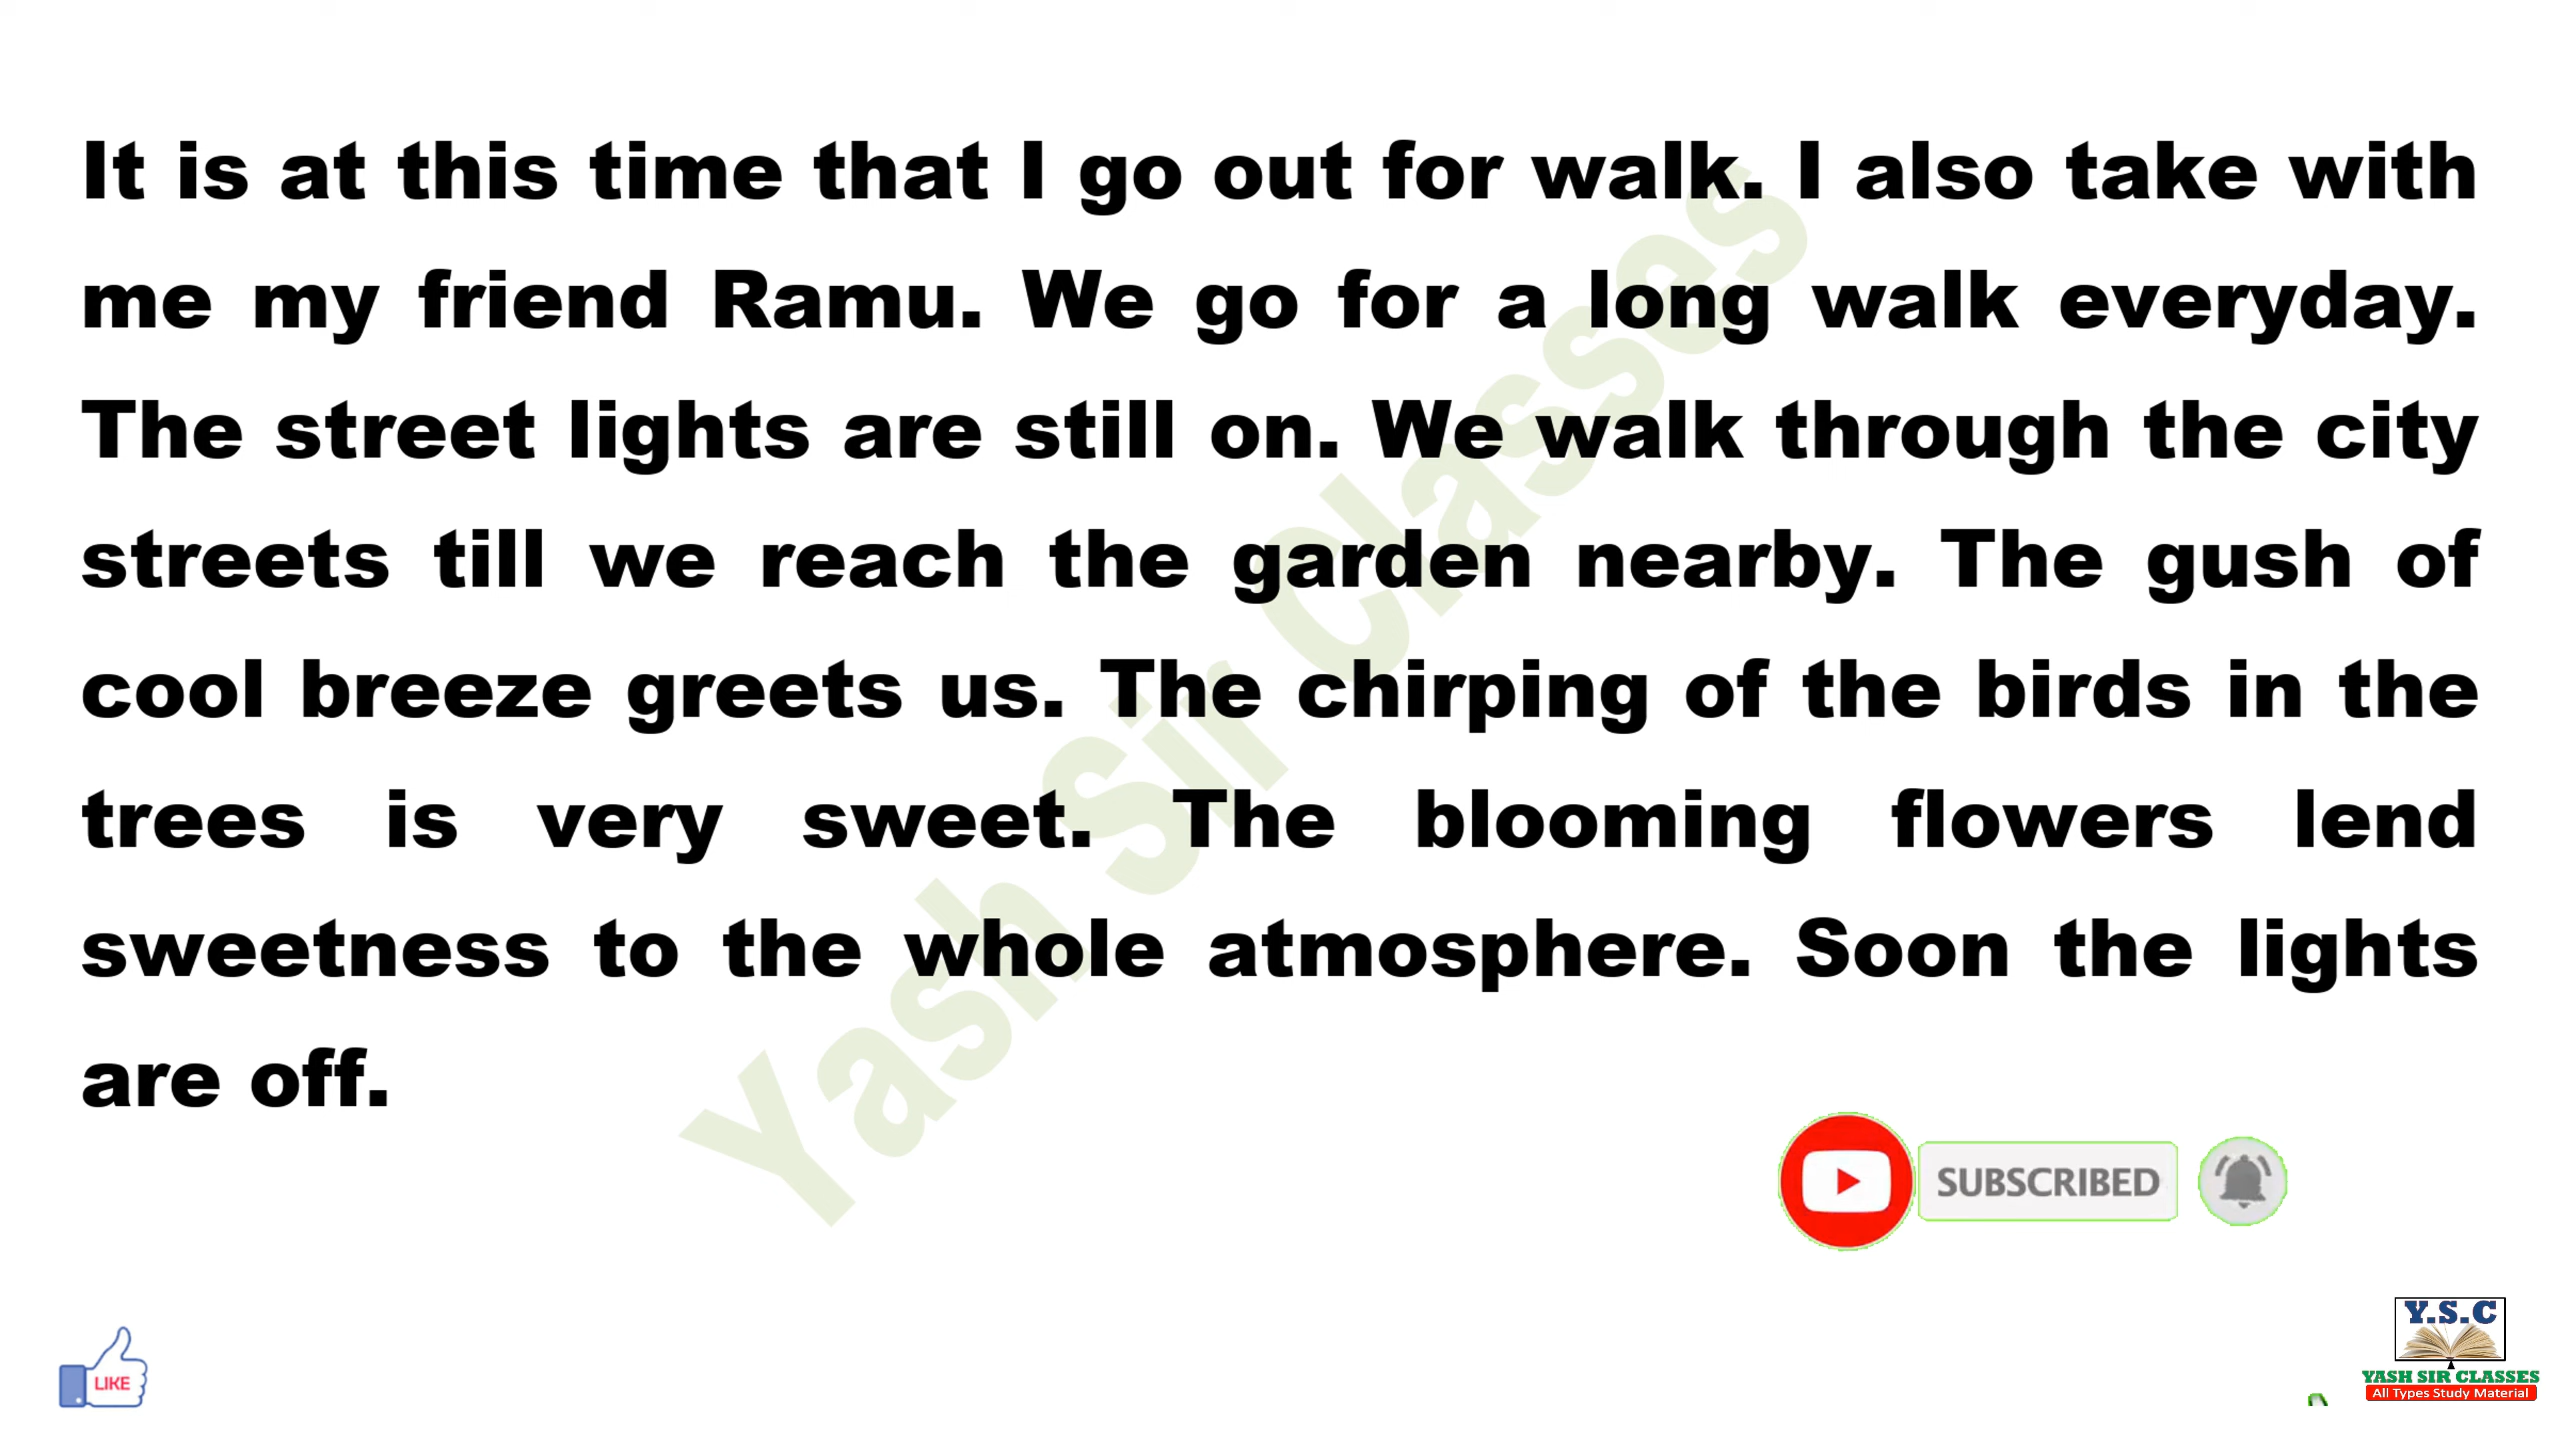 It is at this time that I go out for walk. I also take with
me my friend Ramu. We go for a long walk everyday.
The street lights are still on. We walk through the city
streets till we reach the garden nearby. The gush of
cool breeze greets us. The chirping of the birds in the
trees is very sweet. The blooming flowers lend
sweetness to the whole atmosphere. Soon the lights
are off.
Yash Sir Classes
SUBSCRIBED
LIKE
Y.S.C
YASH SIR CLASSES
All Types Study Material